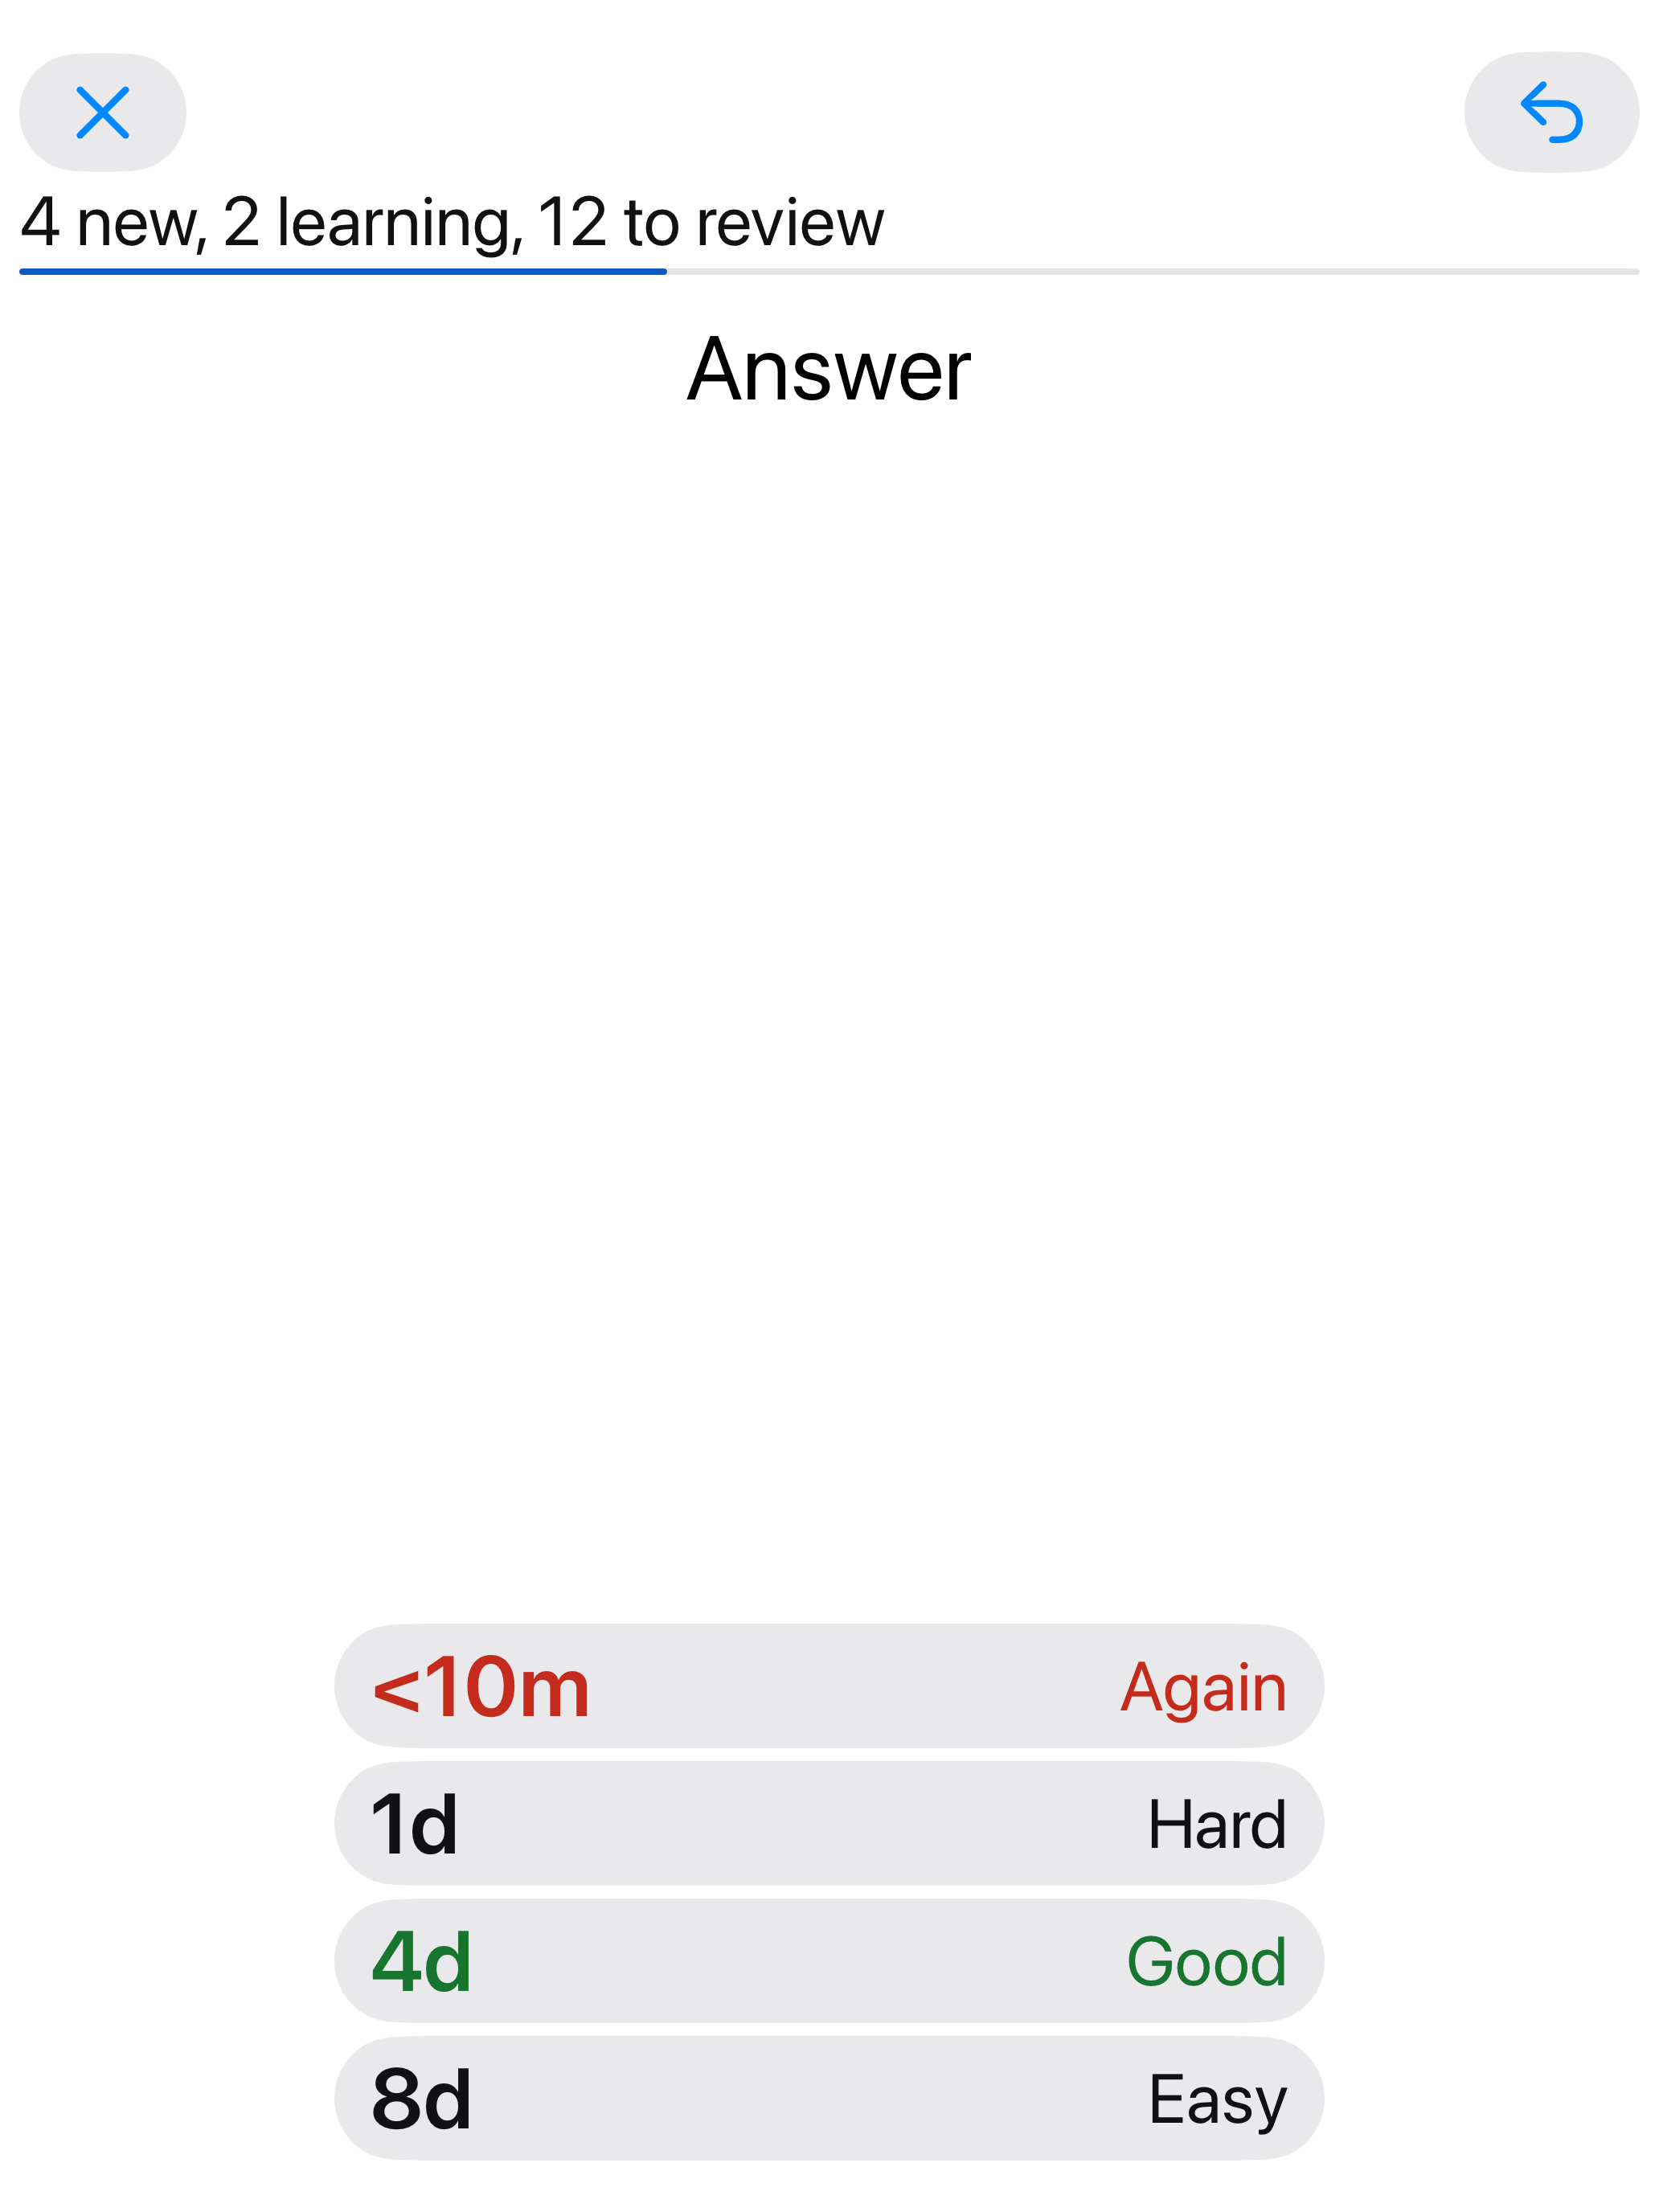 4 new, 2 learning, 12 to review
Answer
<10m Again
1d Hard
4d Good
8d Easy